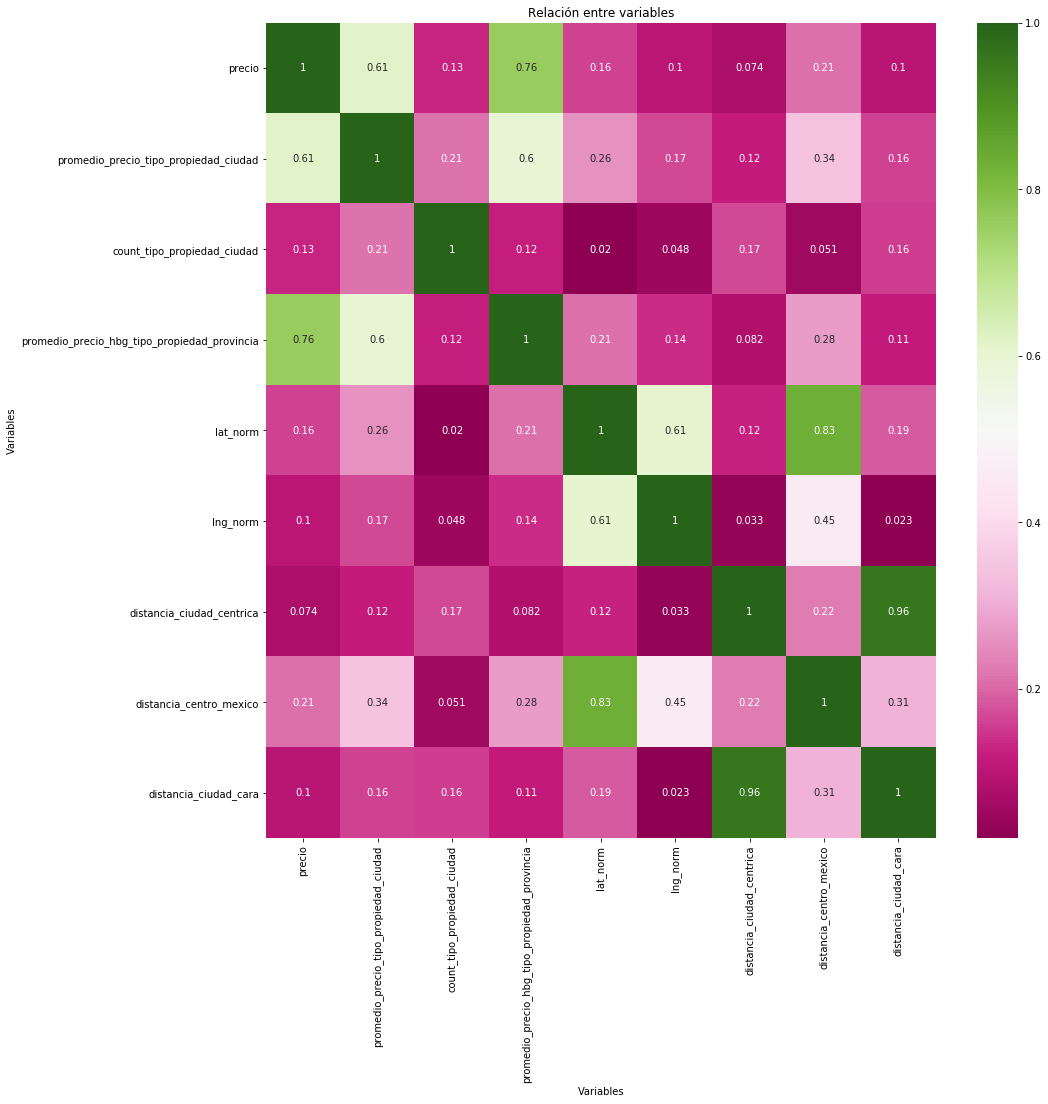 Relación entre variables
precio 1 0.61 0.13 0.76 0.16 0.1 0.074 0.21 0.1
promedio_precio_tipo_propiedad_ciudad 0.61 1 0.21 0.6 0.26 0.17 0.12 0.34 0.16
count_tipo_propiedad_ciudad 0.13 0.21 1 0.12 0.02 0.048 0.17 0.051 0.16
promedio_precio_hbg_tipo_propiedad_provincia 0.76 0.6 0.12 1 0.21 0.14 0.082 0.28 0.11
lat_norm 0.16 0.26 0.02 0.21 1 0.61 0.12 0.83 0.19
lng_norm 0.1 0.17 0.048 0.14 0.61 1 0.033 0.45 0.023
distancia_ciudad_centrica 0.074 0.12 0.17 0.082 0.12 0.033 1 0.22 0.96
distancia_centro_mexico 0.21 0.34 0.051 0.28 0.83 0.45 0.22 1 0.31
distancia_ciudad_cara 0.1 0.16 0.16 0.11 0.19 0.023 0.96 0.31 1
Variables
precio
promedio_precio_tipo_propiedad_ciudad
count_tipo_propiedad_ciudad
promedio_precio_hbg_tipo_propiedad_provincia
lat_norm
lng_norm
distancia_ciudad_centrica
distancia_centro_mexico
distancia_ciudad_cara
Variables
1.0
0.8
0.6
0.4
0.2